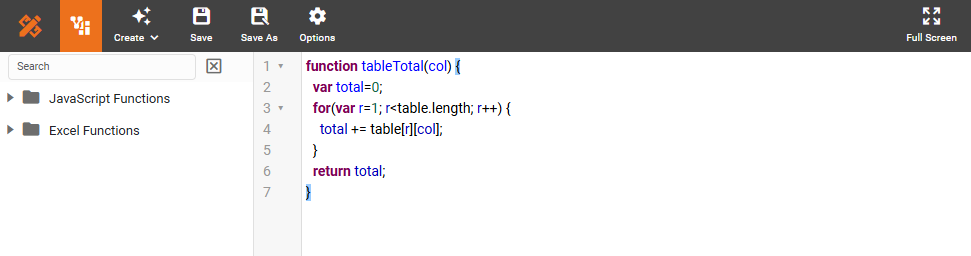 Create Save Save As Options Full Screen
Search
JavaScript Functions
Excel Functions
1 function tableTotal(col) {
2 var total=0;
3 for(var r=1; r<table.length; r++) {
4 total += table[r][col];
5 }
6 return total;
7 }